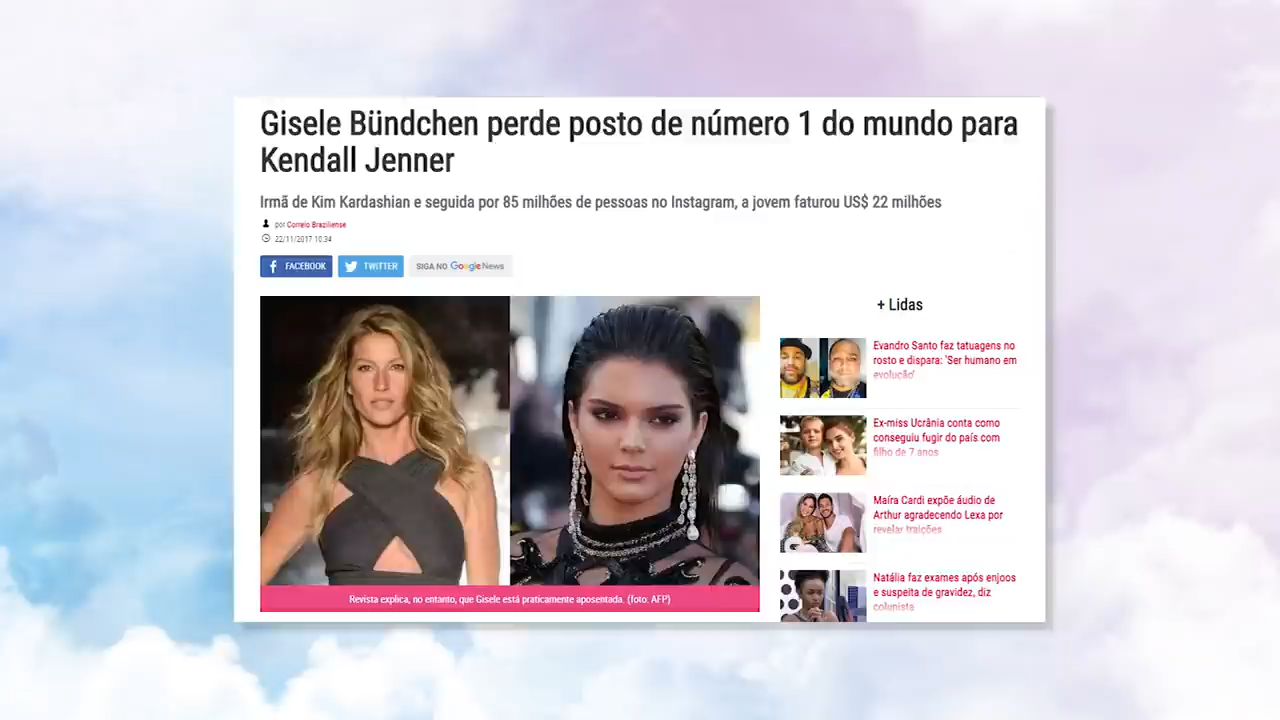 Gisele Bündchen perde posto de número 1 do mundo para
Kendall Jenner
Irmã de Kim Kardashian e seguida por 85 milhões de pessoas no Instagram, a jovem faturou US$ 22 milhões
por Correio Braziliense
22/11/2017 10:34
FACEBOOK TWITTER SIGA NO Google News
+ Lidas
Evandro Santo faz tatuagens no
rosto e dispara: 'Ser humano em
evolução'
Ex-miss Ucrânia conta como
conseguiu fugir do país com
filho de 7 anos
Maíra Cardi expõe áudio de
Arthur agradecendo Lexa por
revelar traições
Natália faz exames após enjoos
e suspeita de gravidez, diz
colunista
Revista explica, no entanto, que Gisele está praticamente aposentada. (foto: AFP)